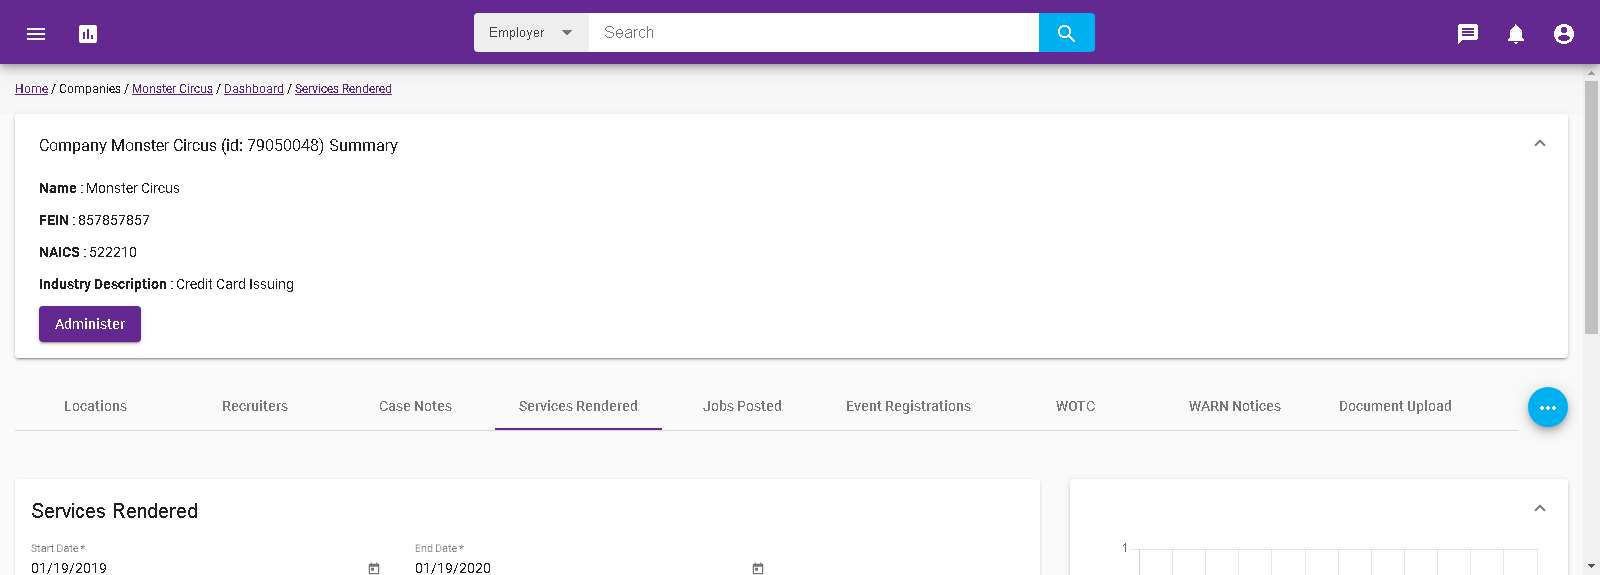 Employer Search
Home / Companies / Monster Circus / Dashboard / Services Rendered
Company Monster Circus (id: 79050048) Summary
Name : Monster Circus
FEIN : 857857857
NAICS : 522210
Industry Description : Credit Card Issuing
Administer
Locations Recruiters Case Notes Services Rendered Jobs Posted Event Registrations WOTC WARN Notices Document Upload
Services Rendered
Start Date * End Date *
01/19/2019 01/19/2020
1